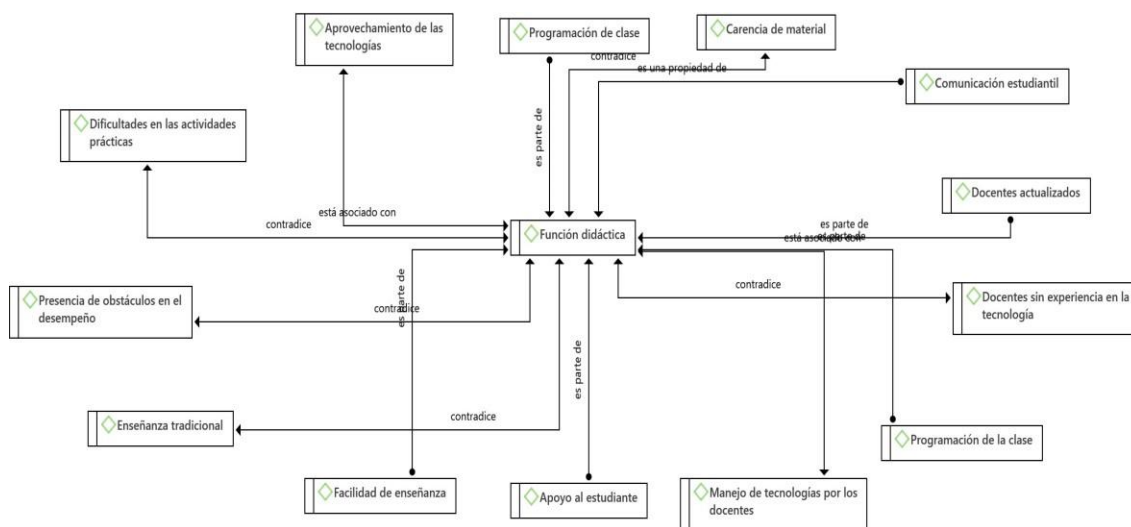 Aprovechamiento de las
tecnologías
Programación de clase
Carencia de material
contradice
es una propiedad de
Comunicación estudiantil
Dificultades en las actividades
prácticas
es parte de
Docentes actualizados
está asociado con
contradice
Función didáctica
es parte de
es parte de
está asociado con
Presencia de obstáculos en el
desempeño
contradice
es parte de
es parte de
contradice
Docentes sin experiencia en la
tecnología
Enseñanza tradicional
contradice
Programación de la clase
Facilidad de enseñanza
Apoyo al estudiante
Manejo de tecnologías por los
docentes